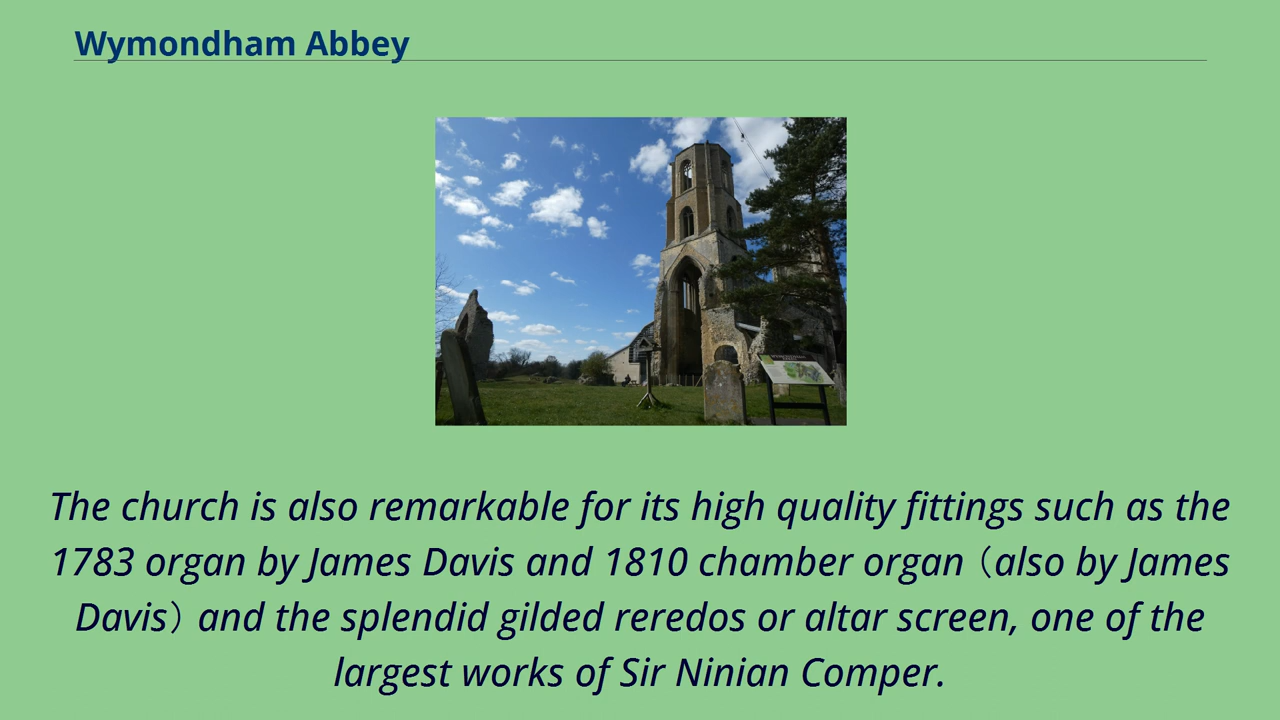 Wymondham Abbey
The church is also remarkable for its high quality fittings such as the
1783 organ by James Davis and 1810 chamber organ（also by James
Davis）and the splendid gilded reredos or altar screen, one of the
largest works of Sir Ninian Comper.